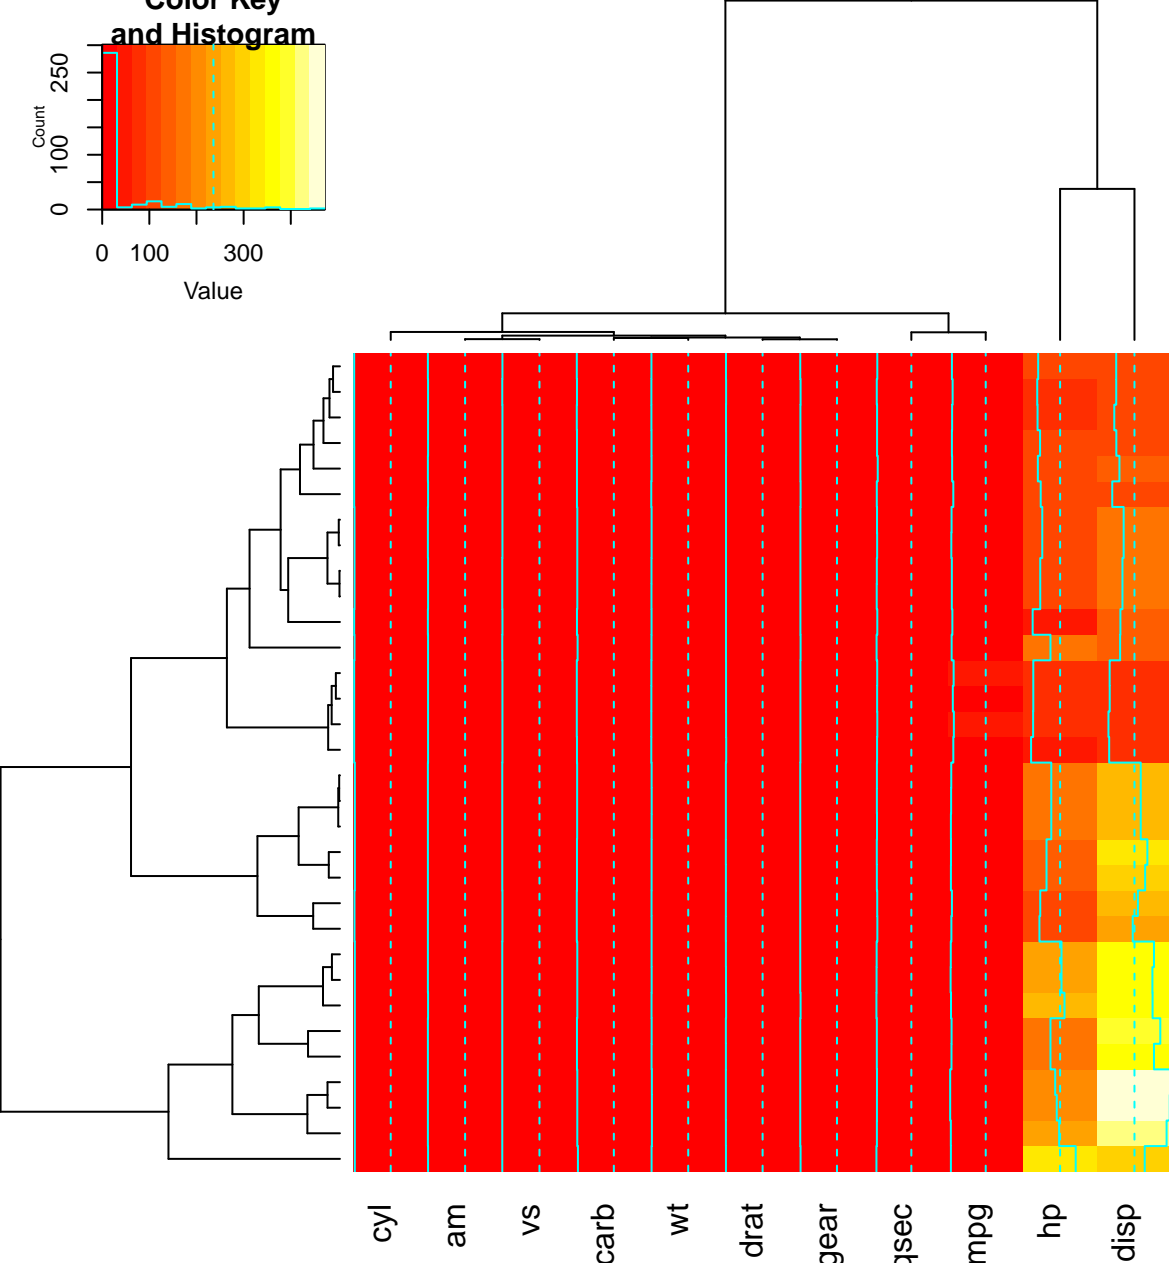 Color Key
and Histogram
Count
0 100 250
0 100 300
Value
cyl am vs carb wt drat gear qsec mpg hp disp